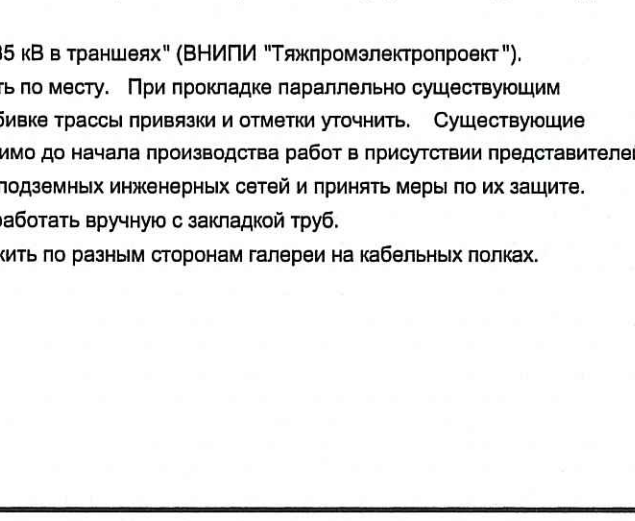 35 кВ в траншеях" (ВНИПИ "Тяжпромэлектропроект").
ть по месту. При прокладке параллельно существующим
бивке трассы привязки и отметки уточнить. Существующие
имо до начала производства работ в присутствии представителей
подземных инженерных сетей и принять меры по их защите.
работать вручную с закладкой труб.
жить по разным сторонам галереи на кабельных полках.